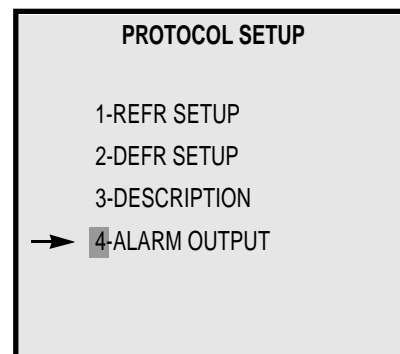 PROTOCOL SETUP
1-REFR SETUP
2-DEFR SETUP
3-DESCRIPTION
4-ALARM OUTPUT